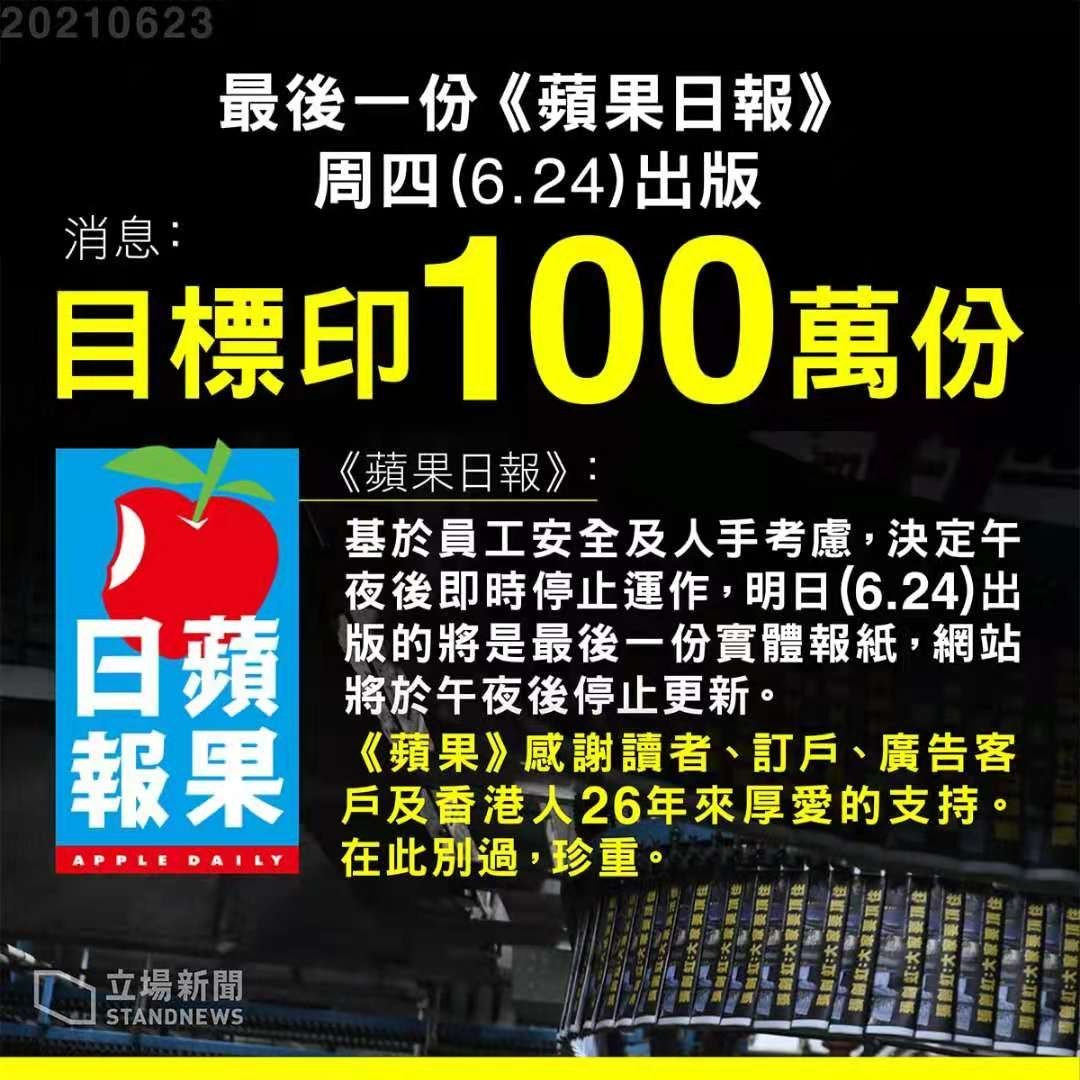 20210623
最後一份《蘋果日報》
周四(6.24)出版
消息：
目標印100萬份
《蘋果日報》：
基於員工安全及人手考慮，決定午
夜後即時停止運作，明日(6.24)出
版的將是最後一份實體報紙，網站
將於午夜後停止更新。
《蘋果》感謝讀者、訂戶、廣告客
戶及香港人26年來厚愛的支持。
在此別過，珍重。
蘋果
日報
APPLE DAILY
大家要頂住
立場新聞
STANDNEWS